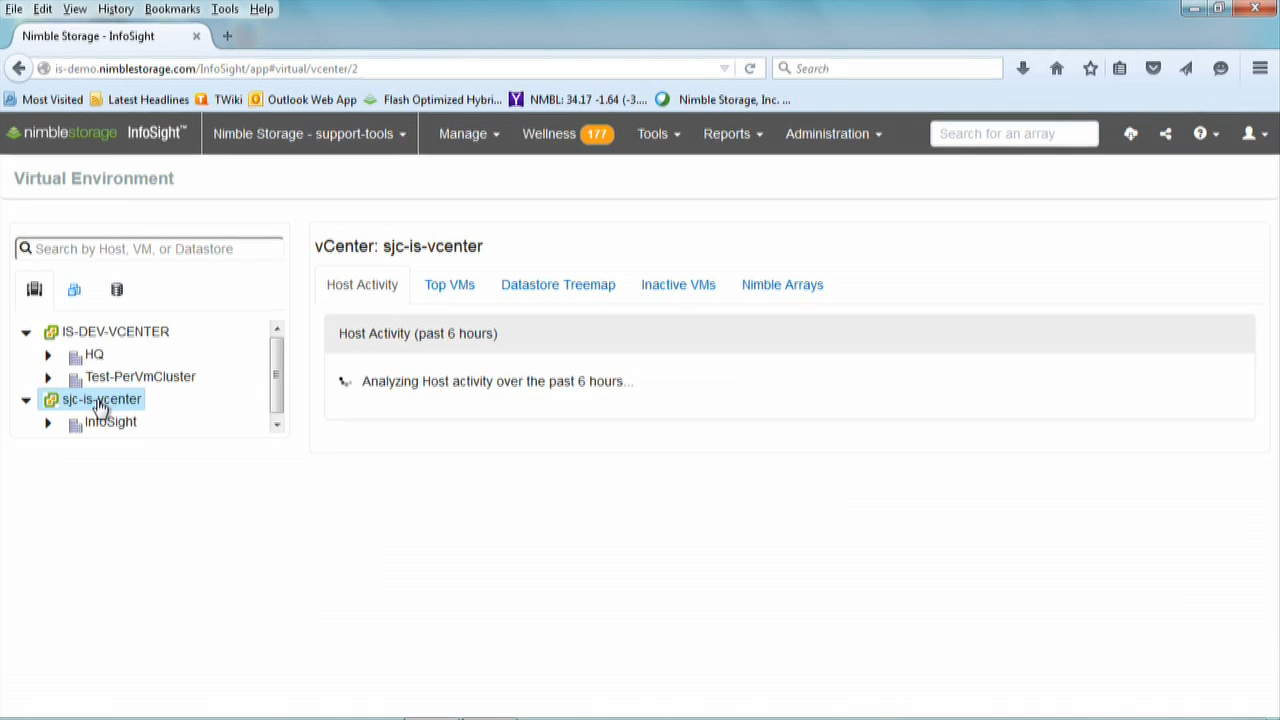 File Edit View History Bookmarks Tools Help
Nimble Storage - InfoSight
is-demo.nimblestorage.com/InfoSight/app#virtual/vcenter/2
Search
Most Visited Latest Headlines TWiki Outlook Web App Flash Optimized Hybri... NMBL: 34.17 -1.64 (-3.... Nimble Storage, Inc. ...
nimblestorage InfoSight™ Nimble Storage - support-tools Manage Wellness 177 Tools Reports Administration Search for an array
Virtual Environment
Search by Host, VM, or Datastore
IS-DEV-VCENTER
HQ
Test-PerVmCluster
sjc-is-vcenter
InfoSight
vCenter: sjc-is-vcenter
Host Activity Top VMs Datastore Treemap Inactive VMs Nimble Arrays
Host Activity (past 6 hours)
Analyzing Host activity over the past 6 hours...